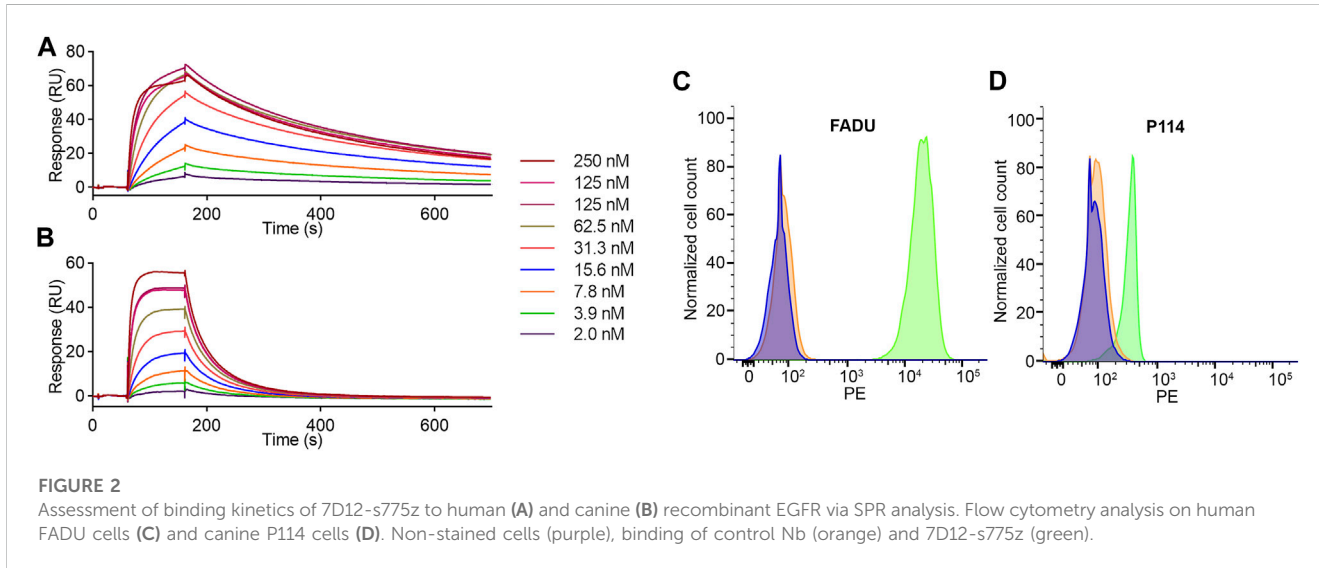 A
80
60
40
20
0
Response (RU)
0 200 400 600
Time (s)
B
60
40
20
0
Response (RU)
0 200 400 600
Time (s)
250 nM
125 nM
125 nM
62.5 nM
31.3 nM
15.6 nM
7.8 nM
3.9 nM
2.0 nM
C
FADU
100
80
60
40
20
0
Normalized cell count
0 10² 10³ 10⁴ 10⁵
PE
D
P114
100
80
60
40
20
0
Normalized cell count
0 10² 10³ 10⁴ 10⁵
PE
FIGURE 2
Assessment of binding kinetics of 7D12-s775z to human (A) and canine (B) recombinant EGFR via SPR analysis. Flow cytometry analysis on human
FADU cells (C) and canine P114 cells (D). Non-stained cells (purple), binding of control Nb (orange) and 7D12-s775z (green).